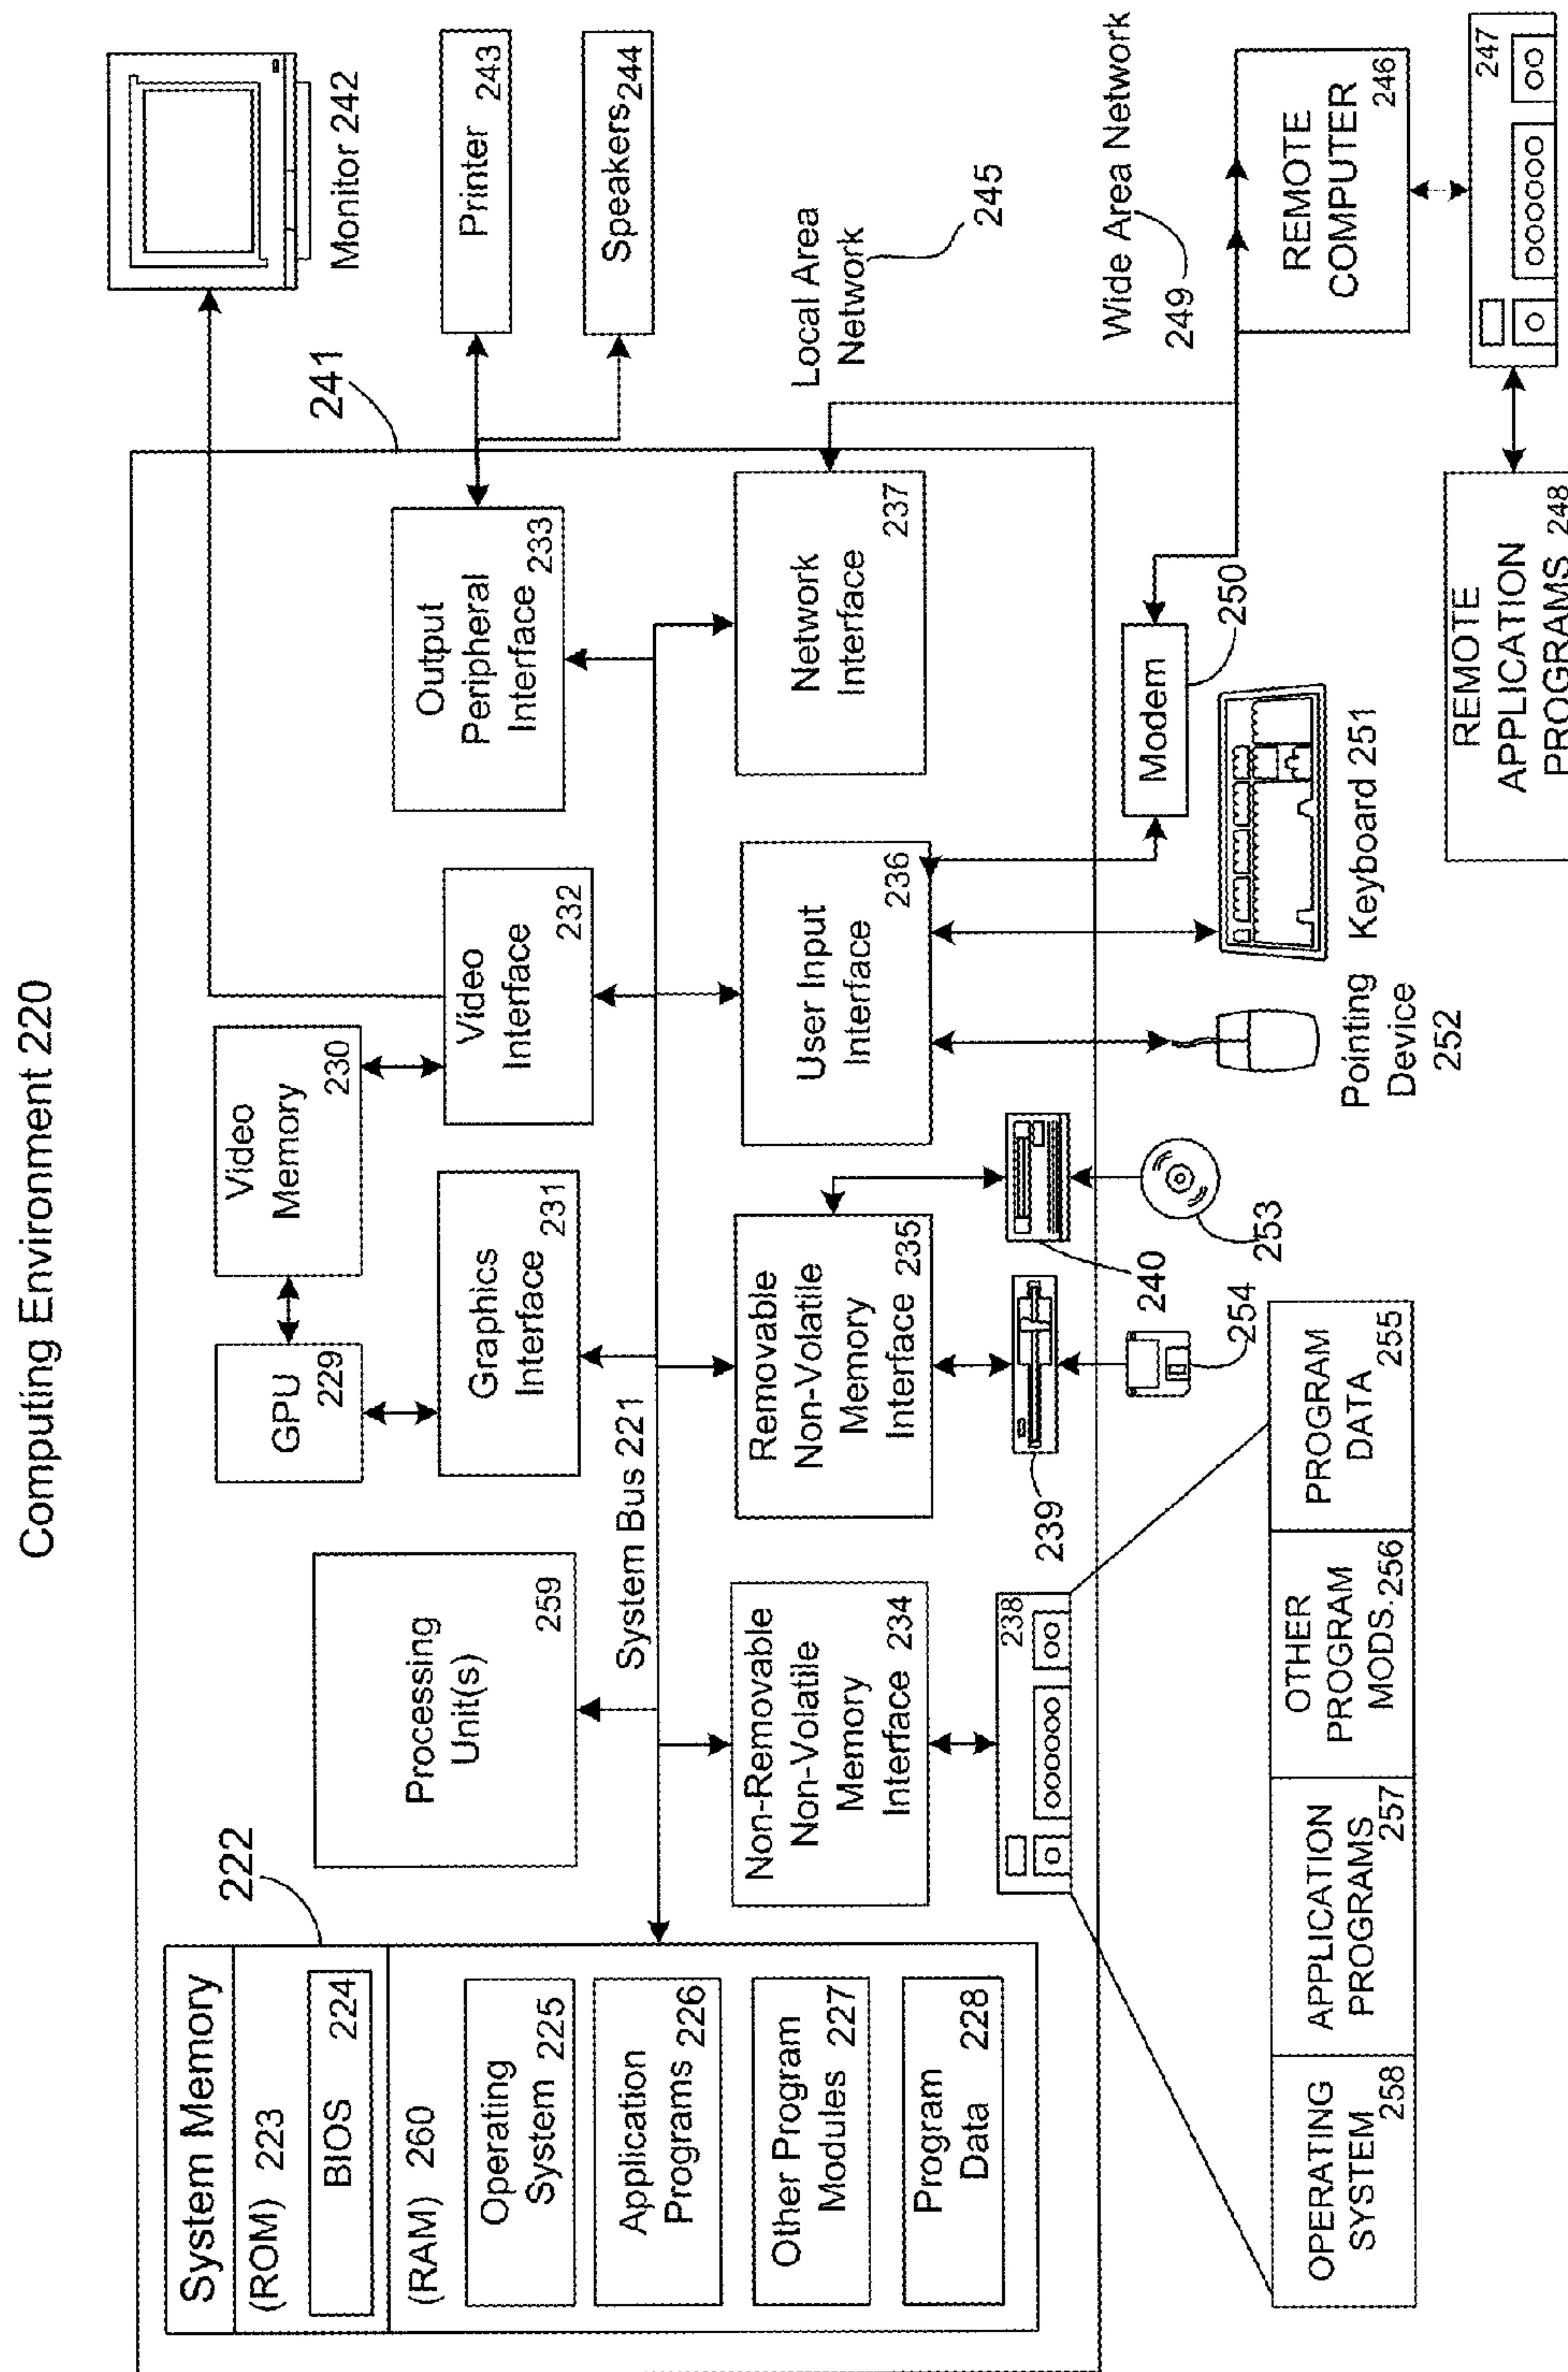 Computing Environment 220
241
222
System Memory
(ROM) 223
BIOS
224
(RAM) 260
Operating
System 225
Application
Programs 226
Other Program
Modules 227
Program
Data
228
Processing
Unit(s)
259
GPU
229
Video
Memory
230
Graphics
Interface
231
Video
Interface
232
Output
Peripheral
Interface 233
System Bus 221
Non-Removable
Non-Volatile
Memory
Interface 234
Removable
Non-Volatile
Memory
Interface 235
User Input
Interface
236
Network
Interface
237
238
239
240
254
253
Monitor 242
Printer
243
Speakers 244
Local Area
Network
245
Wide Area Network
249
Modem
250
Pointing
Device
252
Keyboard 251
REMOTE
COMPUTER
246
247
REMOTE
APPLICATION
PROGRAMS 248
OPERATING
SYSTEM
258
APPLICATION
PROGRAMS
257
OTHER
PROGRAM
MODS. 256
PROGRAM
DATA
255